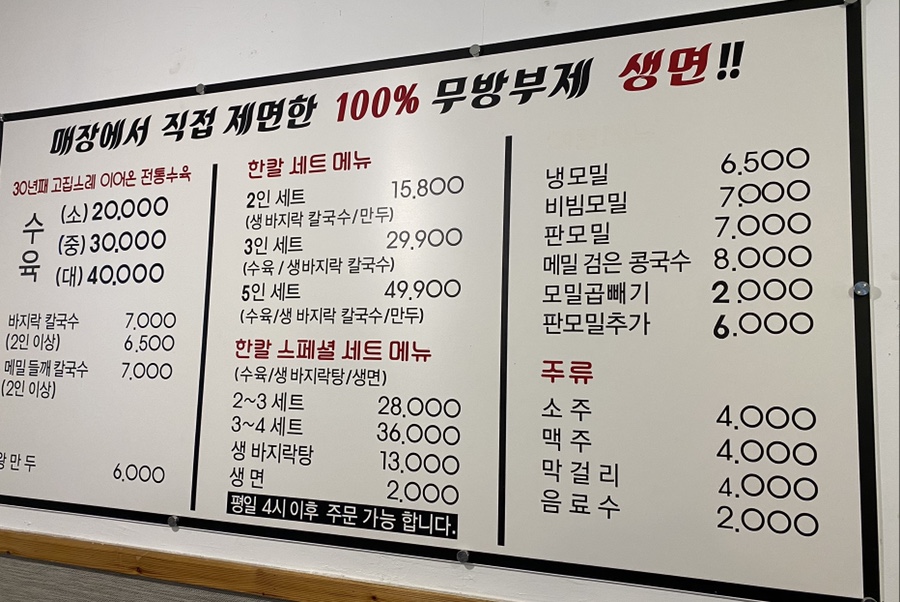 매장에서 직접 제면한 100% 무방부제 생면!!
30년째 고집스레 이어온 전통수육
수육
(소) 20,000
(중) 30,000
(대) 40,000
바지락 칼국수 7,000
(2인 이상) 6,500
메밀 들깨 칼국수 7,000
(2인 이상)
왕만두 6,000
한칼 세트 메뉴
2인 세트 15,800
(생 바지락 칼국수/만두)
3인 세트 29,900
(수육 / 생바지락 칼국수)
5인 세트 49,900
(수육/생 바지락 칼국수/만두)
한칼 스페셜 세트 메뉴
(수육/생 바지락탕/생면)
2~3 세트 28,000
3~4 세트 36,000
생 바지락탕 13,000
생 면 2,000
평일 4시 이후 주문 가능 합니다.
냉모밀 6,500
비빔모밀 7,000
판모밀 7,000
메밀 검은 콩국수 8,000
모밀곱빼기 2.000
판모밀추가 6.000
주류
소 주 4,000
맥 주 4,000
막 걸 리 4,000
음 료 수 2,000